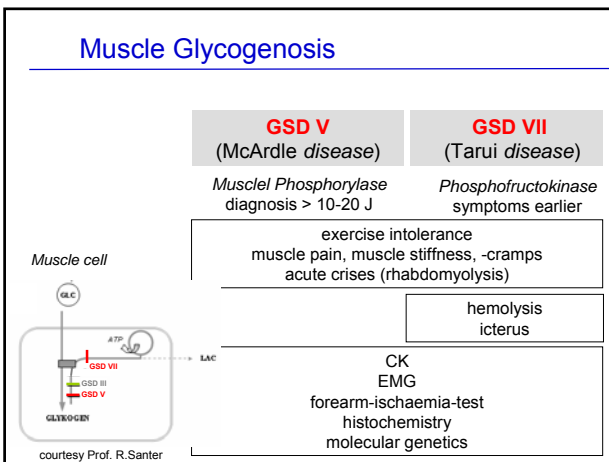 Muscle Glycogenosis
GSD V
(McArdle disease)
GSD VII
(Tarui disease)
Musclel Phosphorylase
diagnosis > 10-20 J
Phosphofructokinase
symptoms earlier
exercise intolerance
muscle pain, muscle stiffness, -cramps
acute crises (rhabdomyolysis)
hemolysis
icterus
Muscle cell
GLC
ATP
LAC
GSD VII
GSD III
GSD V
GLYKOGEN
courtesy Prof. R.Santer
CK
EMG
forearm-ischaemia-test
histochemistry
molecular genetics